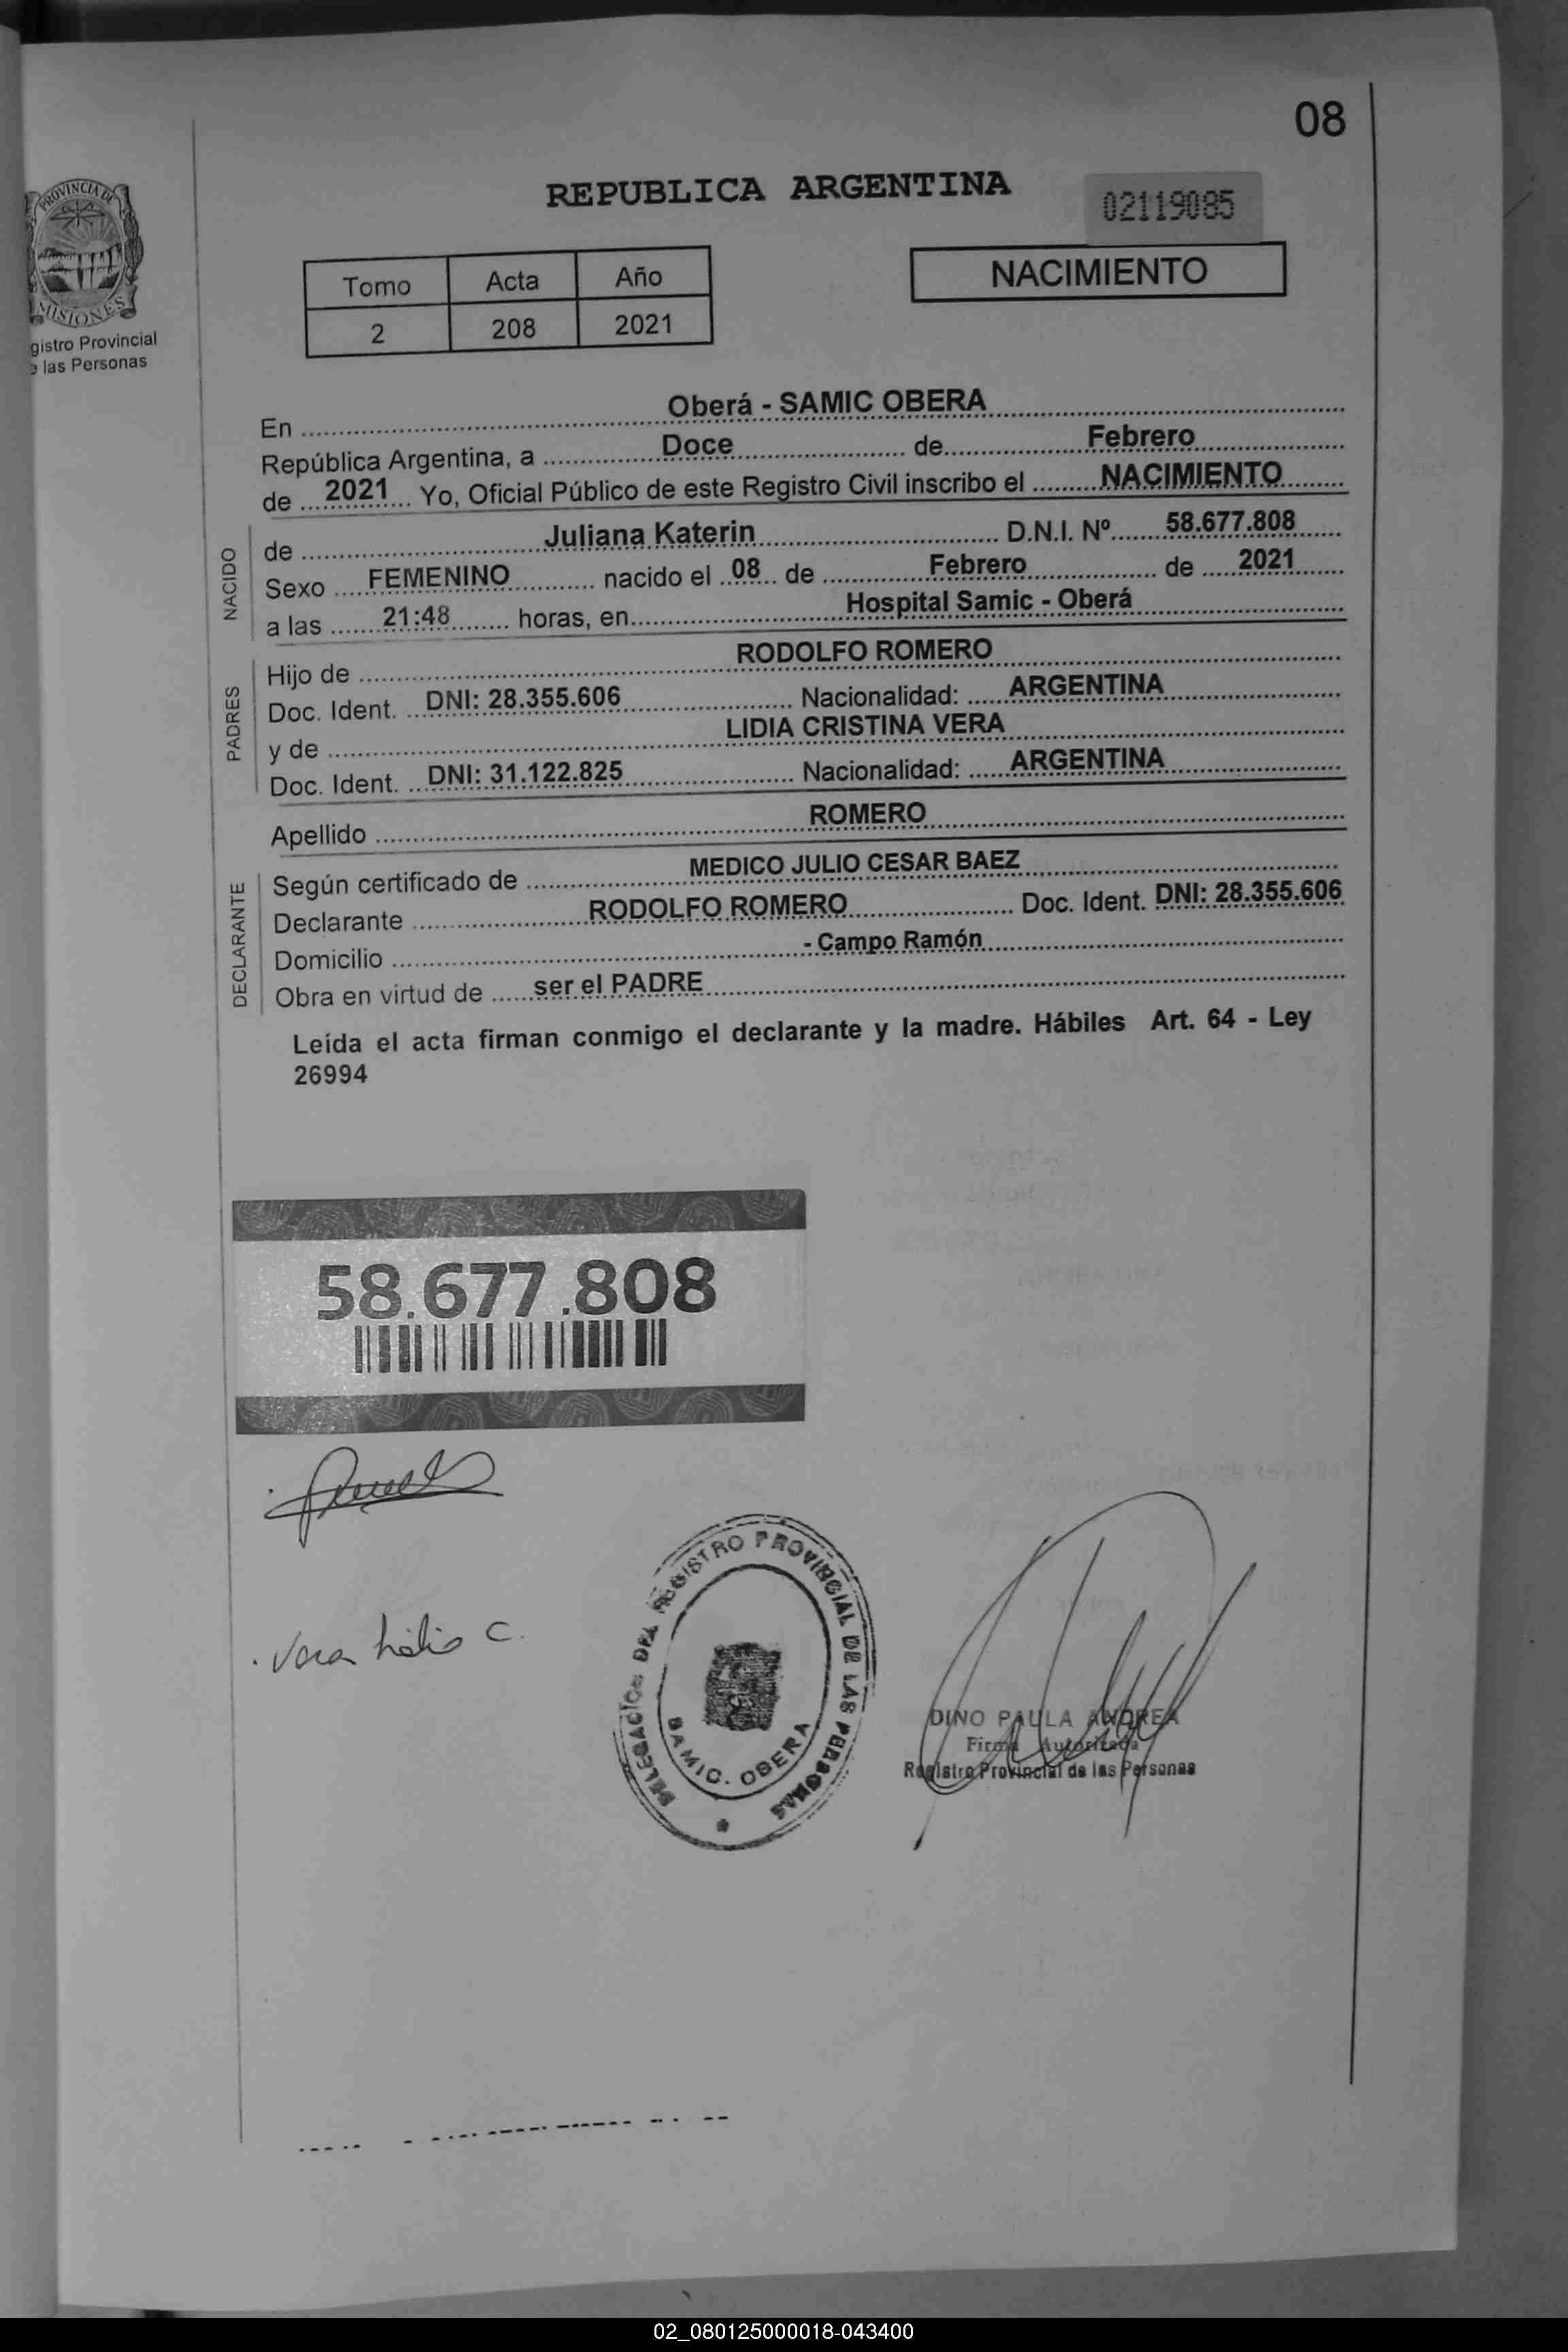 08
REPUBLICA ARGENTINA
02119085
PROVINCIA DE
MISIONES
gistro Provincial
e las Personas
Tomo Acta Año
2 208 2021
NACIMIENTO
En Oberá - SAMIC OBERA
República Argentina, a Doce de Febrero
de 2021 Yo, Oficial Público de este Registro Civil inscribo el NACIMIENTO
NACIDO
de Juliana Katerin D.N.I. Nº 58.677.808
Sexo FEMENINO nacido el 08 de Febrero de 2021
a las 21:48 horas, en Hospital Samic - Oberá
PADRES
Hijo de RODOLFO ROMERO
Doc. Ident. DNI: 28.355.606 Nacionalidad: ARGENTINA
y de LIDIA CRISTINA VERA
Doc. Ident. DNI: 31.122.825 Nacionalidad: ARGENTINA
Apellido ROMERO
DECLARANTE
Según certificado de MEDICO JULIO CESAR BAEZ
Declarante RODOLFO ROMERO Doc. Ident. DNI: 28.355.606
Domicilio - Campo Ramón
Obra en virtud de ser el PADRE
Leída el acta firman conmigo el declarante y la madre. Hábiles Art. 64 - Ley
26994
58.677.808
Vera Lidia C.
DELEGACION DEL REGISTRO PROVINCIAL DE LAS PERSONAS
SAMIC. OBERA
DINO PAULA ANDREA
Firma Autorizada
Registro Provincial de las Personas
02_080125000018-043400